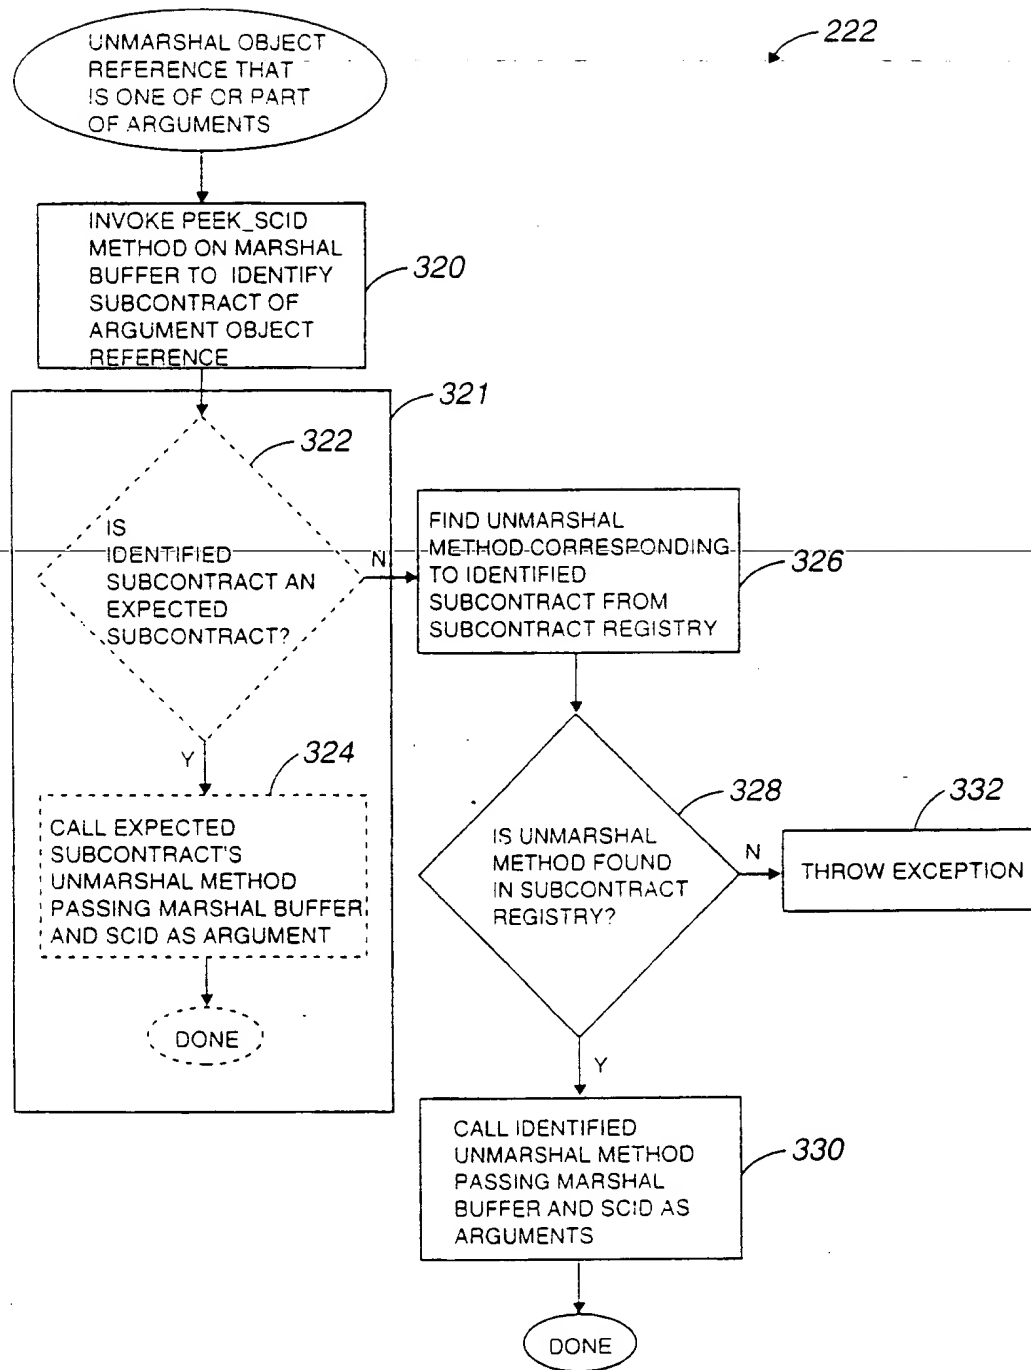 UNMARSHAL OBJECT
REFERENCE THAT
IS ONE OF OR PART
OF ARGUMENTS
222
INVOKE PEEK_SCID
METHOD ON MARSHAL
BUFFER TO IDENTIFY
SUBCONTRACT OF
ARGUMENT OBJECT
REFERENCE
320
321
322
IS
IDENTIFIED
SUBCONTRACT AN
EXPECTED
SUBCONTRACT?
N
FIND UNMARSHAL
METHOD CORRESPONDING
TO IDENTIFIED
SUBCONTRACT FROM
SUBCONTRACT REGISTRY
326
Y
324
CALL EXPECTED
SUBCONTRACT'S
UNMARSHAL METHOD
PASSING MARSHAL BUFFER
AND SCID AS ARGUMENT
DONE
328
IS UNMARSHAL
METHOD FOUND
IN SUBCONTRACT
REGISTRY?
N
332
THROW EXCEPTION
Y
CALL IDENTIFIED
UNMARSHAL METHOD
PASSING MARSHAL
BUFFER AND SCID AS
ARGUMENTS
330
DONE